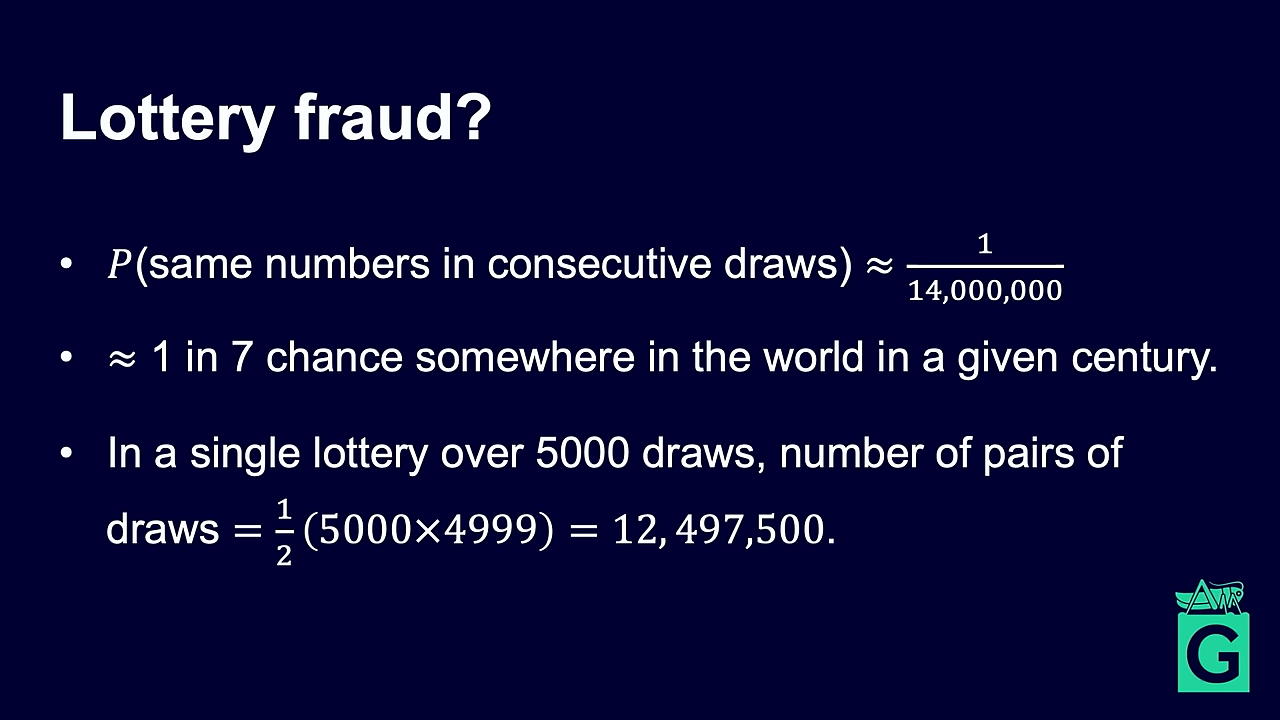 Lottery fraud?
• 𝑃(same numbers in consecutive draws) ≈ 1/14,000,000
• ≈ 1 in 7 chance somewhere in the world in a given century.
• In a single lottery over 5000 draws, number of pairs of
draws = 1/2 (5000×4999) = 12, 497,500.
G